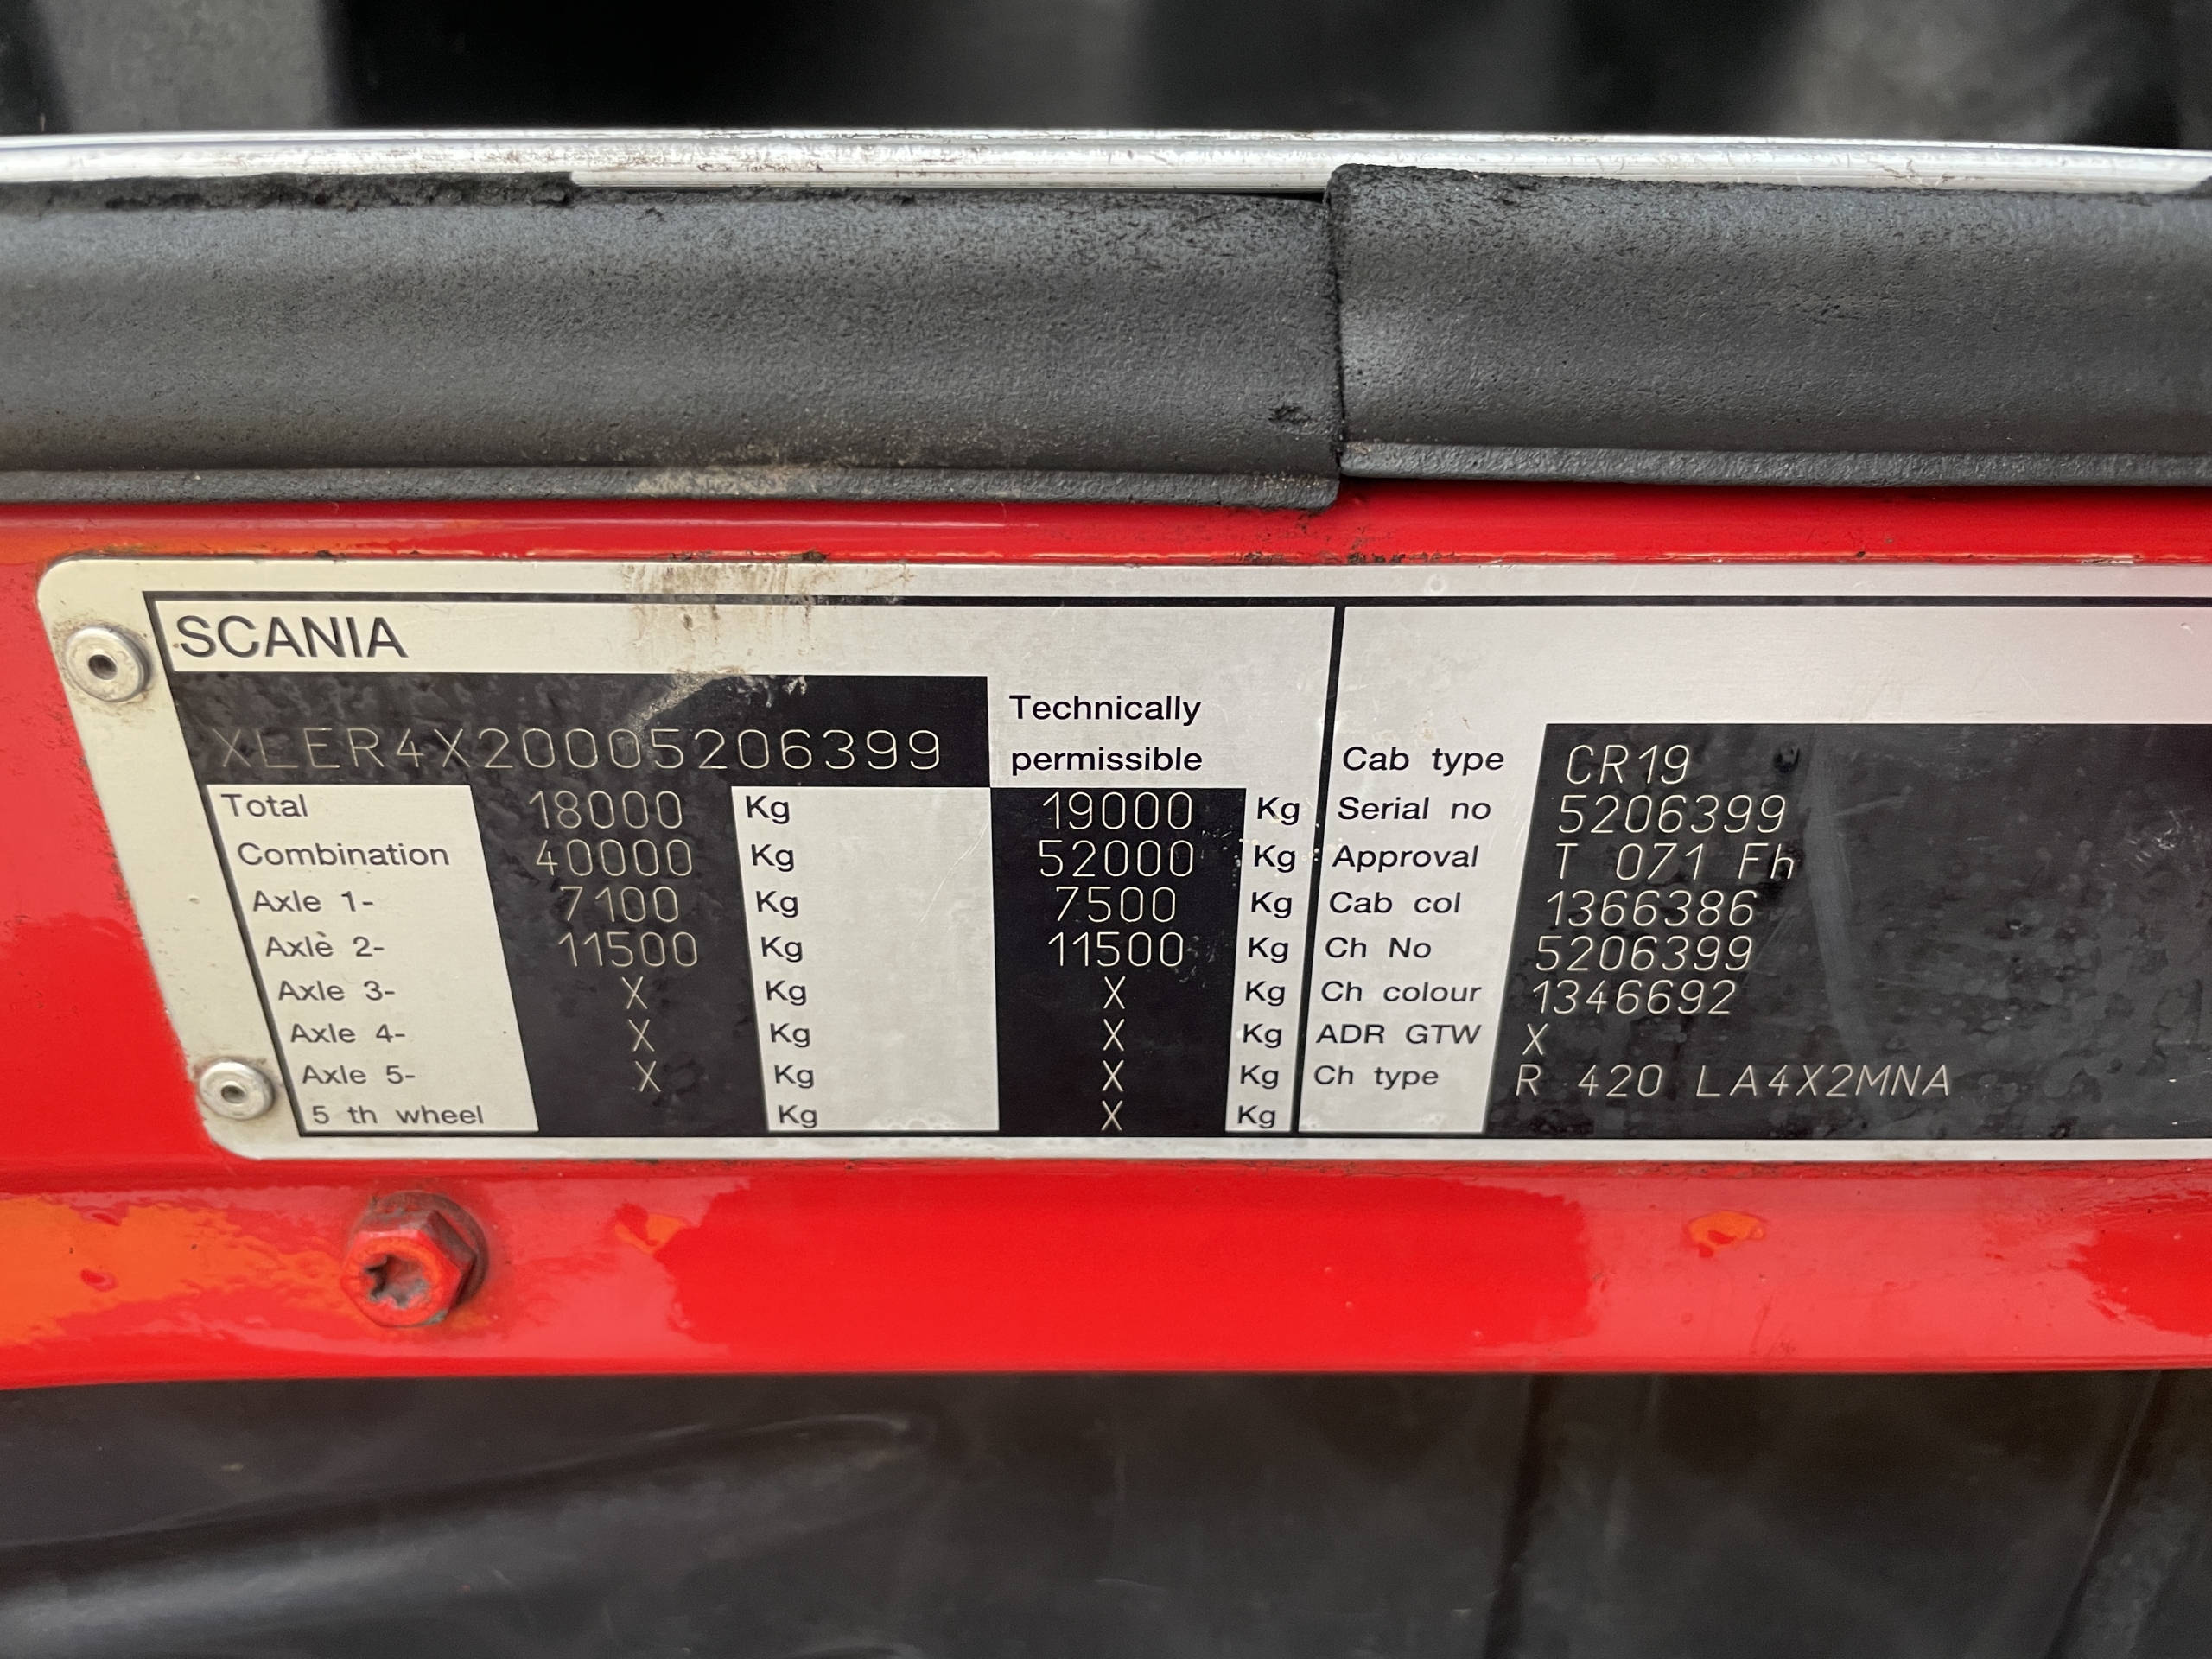 SCANIA
Technically
permissible
XLER4X20005206399
Total 18000 Kg 19000 Kg
Combination 40000 Kg 52000 Kg
Axle 1- 7100 Kg 7500 Kg
Axle 2- 11500 Kg 11500 Kg
Axle 3- X Kg X Kg
Axle 4- X Kg X Kg
Axle 5- X Kg X Kg
5 th wheel Kg X Kg
Cab type CR19
Serial no 5206399
Approval T 071 Fh
Cab col 1366386
Ch No 5206399
Ch colour 1346692
ADR GTW X
Ch type R 420 LA4X2MNA